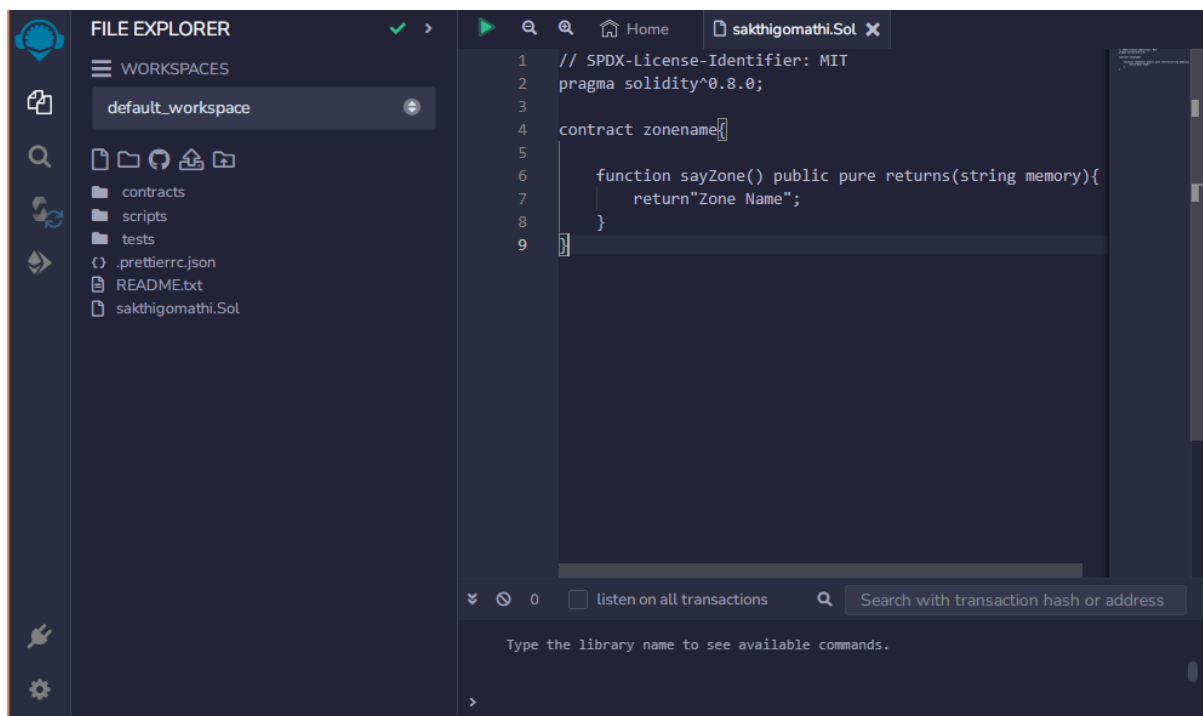 FILE EXPLORER
WORKSPACES
default_workspace
contracts
scripts
tests
{} .prettierrc.json
README.txt
sakthigomathi.Sol
Home
sakthigomathi.Sol
1 // SPDX-License-Identifier: MIT
2 pragma solidity^0.8.0;
3
4 contract zonename{
5
6 function sayZone() public pure returns(string memory){
7 return"Zone Name";
8 }
9 }
0
listen on all transactions
Search with transaction hash or address
Type the library name to see available commands.
>